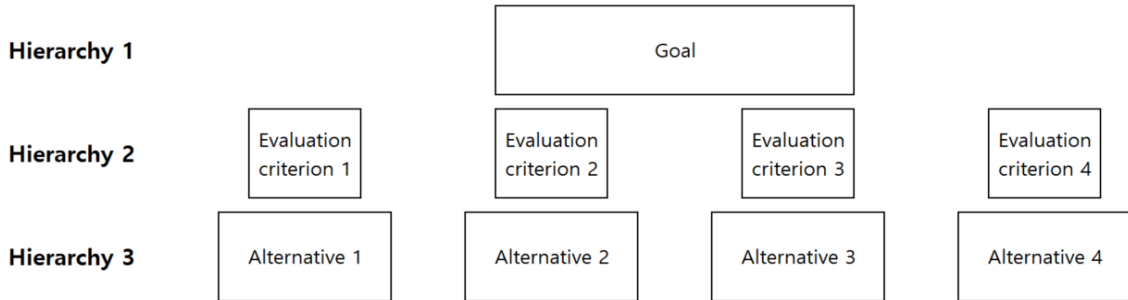 Hierarchy 1
Goal
Hierarchy 2
Evaluation
criterion 1
Evaluation
criterion 2
Evaluation
criterion 3
Evaluation
criterion 4
Hierarchy 3
Alternative 1
Alternative 2
Alternative 3
Alternative 4